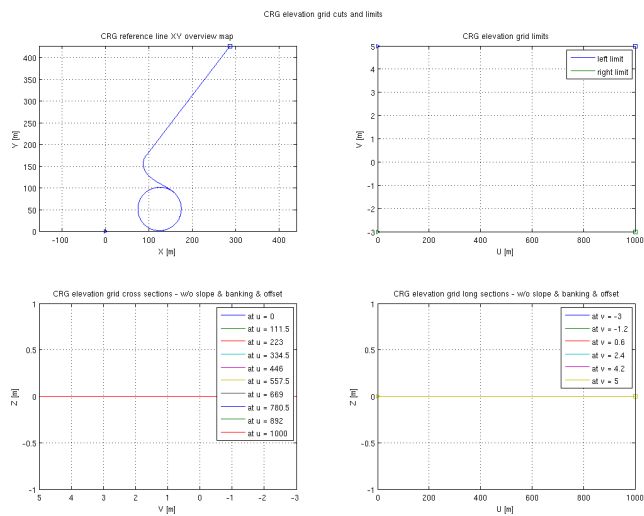 CRG elevation grid cuts and limits
CRG reference line XY overview map
400
350
300
250
200
150
100
50
0
Y [m]
-100 0 100 200 300 400
X [m]
CRG elevation grid limits
5
4
3
2
1
0
-1
-2
-3
V [m]
0 200 400 600 800 1000
U [m]
left limit
right limit
CRG elevation grid cross sections - w/o slope & banking & offset
1
0.5
0
-0.5
-1
Z [m]
5 4 3 2 1 0 -1 -2 -3
V [m]
at u = 0
at u = 111.5
at u = 223
at u = 334.5
at u = 446
at u = 557.5
at u = 669
at u = 780.5
at u = 892
at u = 1000
CRG elevation grid long sections - w/o slope & banking & offset
1
0.5
0
-0.5
-1
Z [m]
0 200 400 600 800 1000
U [m]
at v = -3
at v = -1.2
at v = 0.6
at v = 2.4
at v = 4.2
at v = 5